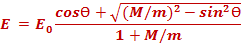 E = E₀ (cosΘ + √((M/m)² − sin²Θ)) / (1 + M/m)